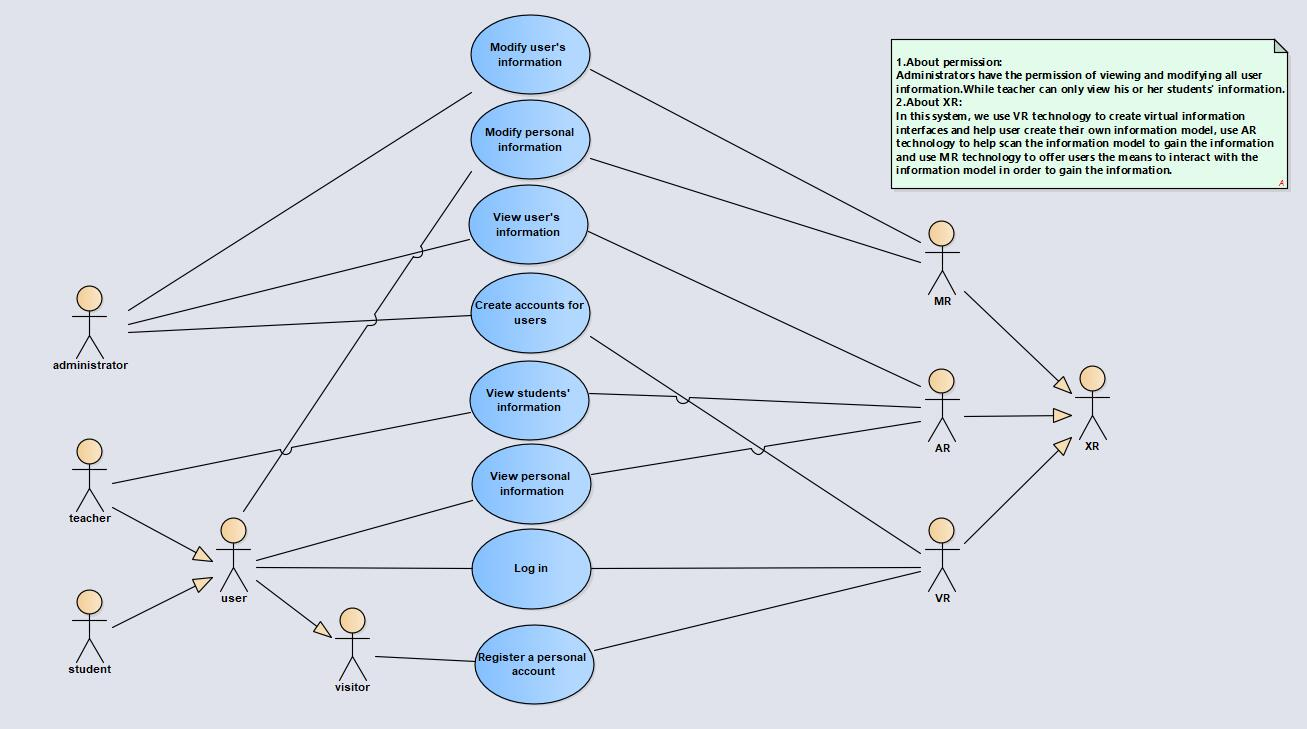 Modify user's
information
1.About permission:
Administrators have the permission of viewing and modifying all user
information.While teacher can only view his or her students' information.
2.About XR:
In this system, we use VR technology to create virtual information
interfaces and help user create their own information model, use AR
technology to help scan the information model to gain the information
and use MR technology to offer users the means to interact with the
information model in order to gain the information.
A
Modify personal
information
View user's
information
Create accounts for
users
MR
administrator
View students'
information
AR
XR
View personal
information
teacher
Log in
user
VR
Register a personal
account
student
visitor